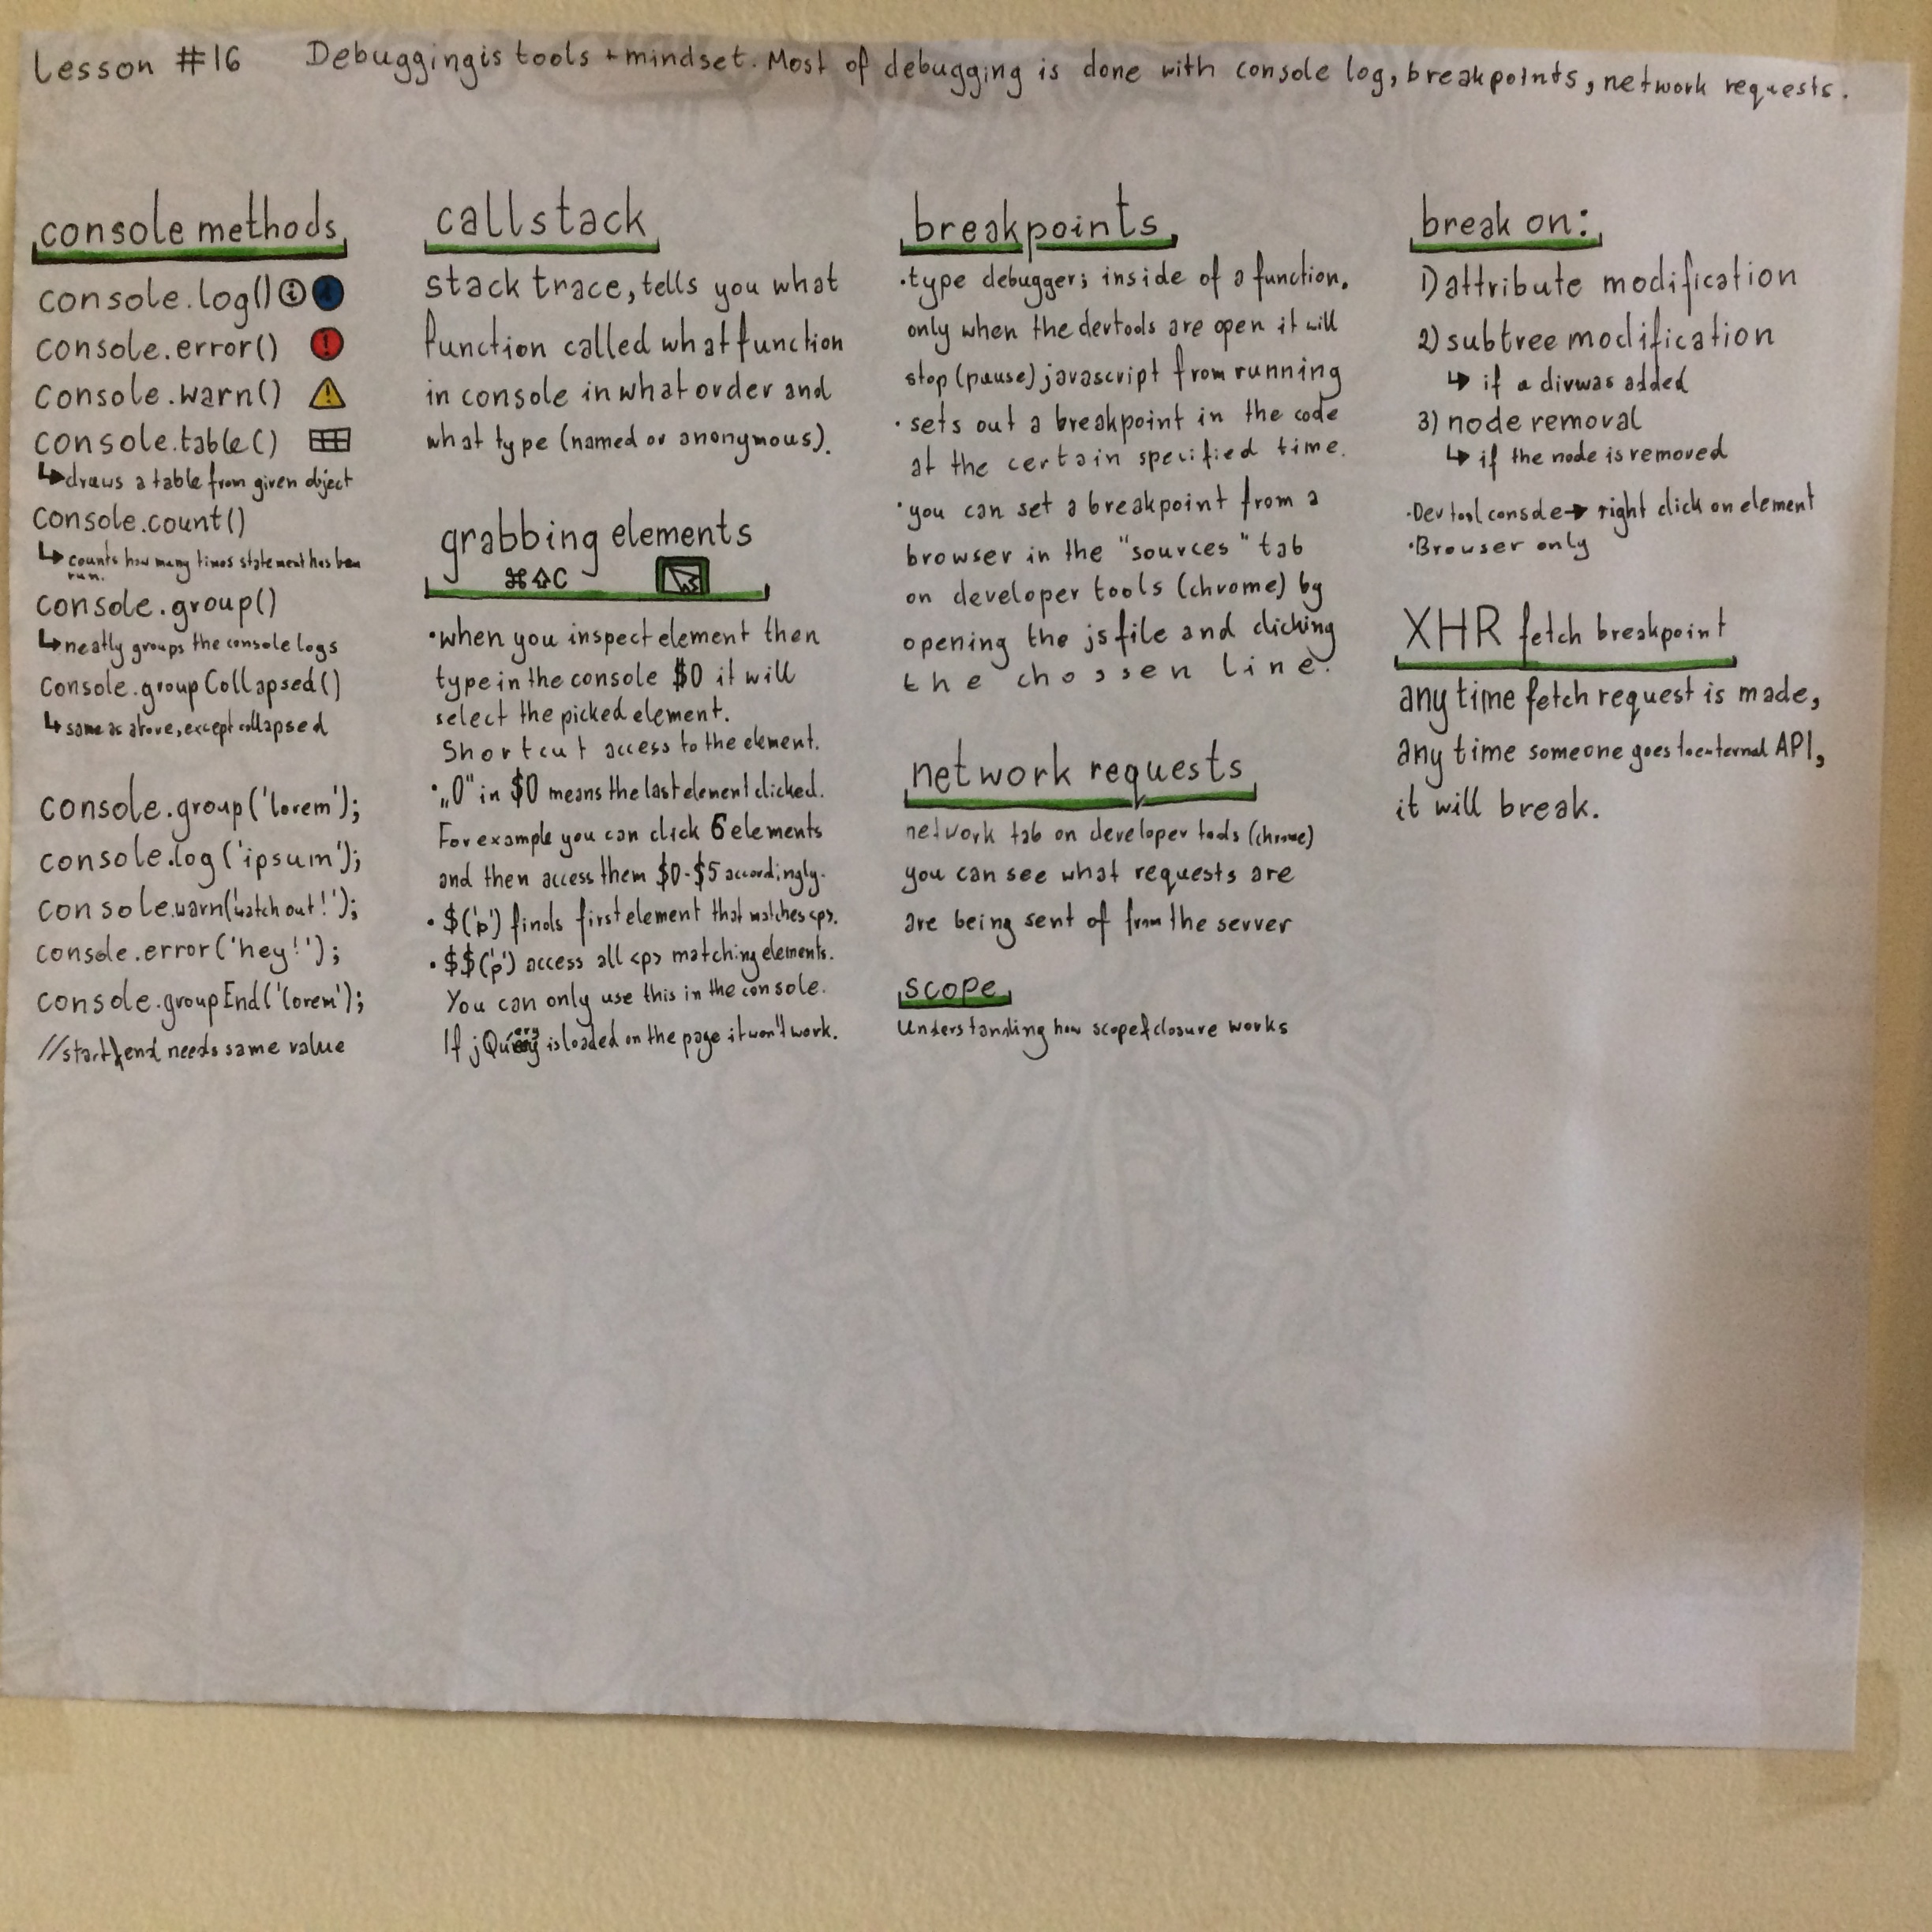 Lesson #16 Debugging is tools + mindset. Most of debugging is done with console log, breakpoints, network requests.
console methods
console.log()
console.error()
console.warn()
console.table()
↳draws a table from given object
console.count()
↳counts how many times statement has been
run.
console.group()
↳neatly groups the console logs
console.groupCollapsed()
↳same as above, except collapsed
console.group('lorem');
console.log('ipsum');
console.warn('watch out!');
console.error('hey!');
console.groupEnd('lorem');
//start\end needs same value
callstack
stack trace, tells you what
function called what function
in console in what order and
what type (named or anonymous).
grabbing elements
⌘⇧C
•when you inspect element then
type in the console $0 it will
select the picked element.
Shortcut access to the element.
•„0" in $0 means the last element clicked.
For example you can click 6 elements
and then access them $0-$5 accordingly.
•$('p') finds first element that matches <p>.
•$$('p') access all <p> matching elements.
You can only use this in the console.
If jQuery is loaded on the page it won't work.
breakpoints
•type debugger; inside of a function.
only when the devtools are open it will
stop (pause) javascript from running
•sets out a breakpoint in the code
at the certain specified time.
•you can set a breakpoint from a
browser in the "sources" tab
on developer tools (chrome) by
opening the js file and clicking
the choosen line.
network requests
network tab on developer tools (chrome)
you can see what requests are
are being sent of from the server
scope
Understanding how scope & closure works
break on:
1) attribute modification
2) subtree modification
↳ if a div was added
3) node removal
↳ if the node is removed
•Dev tool console→ right click on element
•Browser only
XHR fetch breakpoint
any time fetch request is made,
any time someone goes to external API,
it will break.